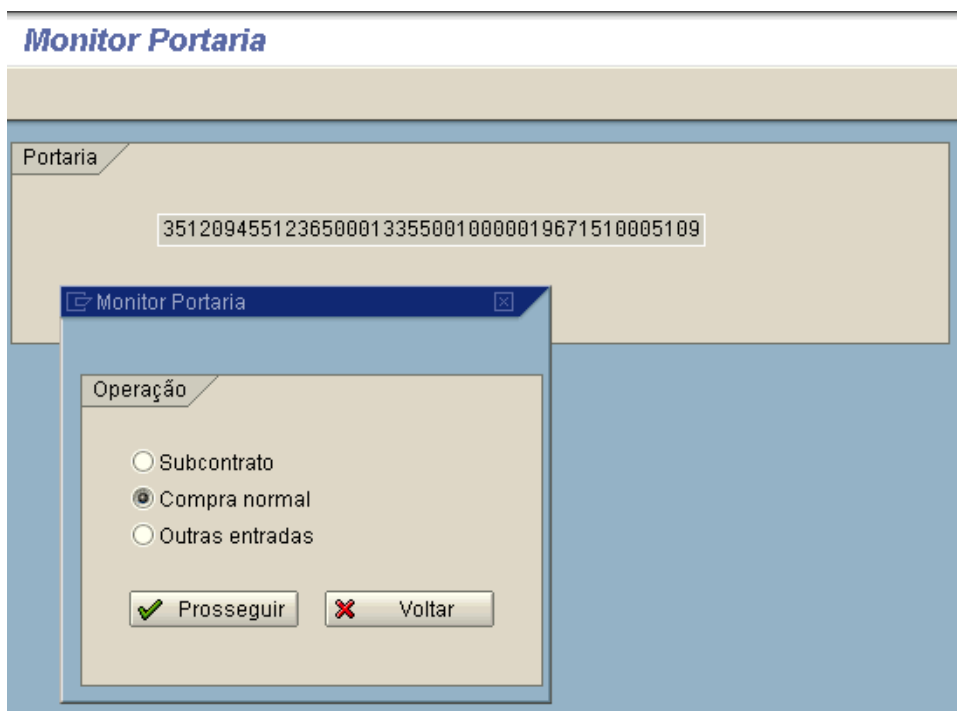 Monitor Portaria
Portaria
35120945512365000133550010000019671510005109
Monitor Portaria
Operação
Subcontrato
Compra normal
Outras entradas
Prosseguir Voltar